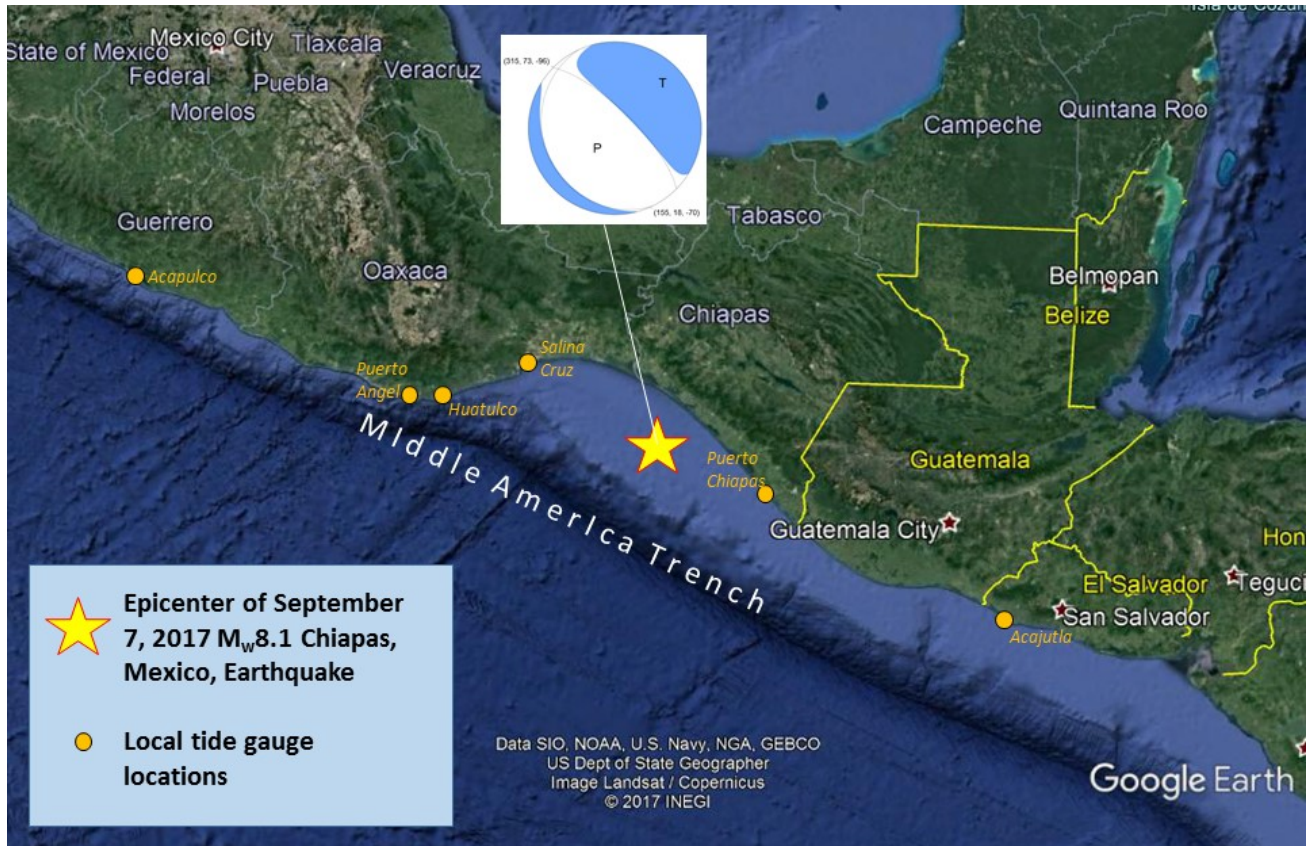 Isla de Cozum
Mexico City
Tlaxcala
State of Mexico
Federal
Puebla
Veracruz
Morelos
(315, 73, -96)
T
P
(155, 18, -70)
Quintana Roo
Campeche
Guerrero
Tabasco
Acapulco
Oaxaca
Belmopan
Chiapas
Belize
Salina
Cruz
Puerto
Angel
Huatulco
Middle AmerIca Trench
Puerto
Chiapas
Guatemala
Guatemala City
Hon
El Salvador
Teguci
San Salvador
Acajutla
Epicenter of September
7, 2017 Mw8.1 Chiapas,
Mexico, Earthquake
Local tide gauge
locations
Data SIO, NOAA, U.S. Navy, NGA, GEBCO
US Dept of State Geographer
Image Landsat / Copernicus
© 2017 INEGI
Google Earth